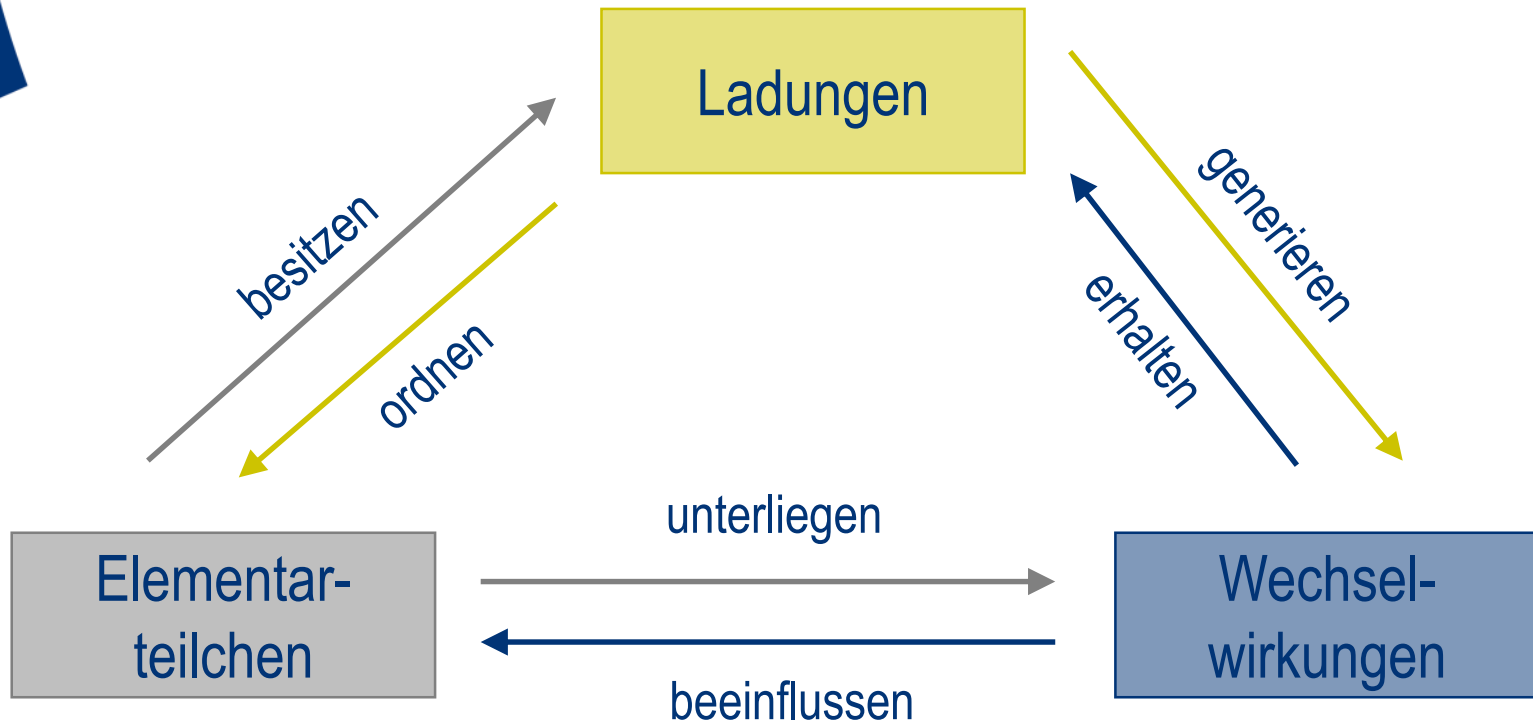 Ladungen
besitzen
ordnen
generieren
erhalten
unterliegen
Elementar-
teilchen
Wechsel-
wirkungen
beeinflussen